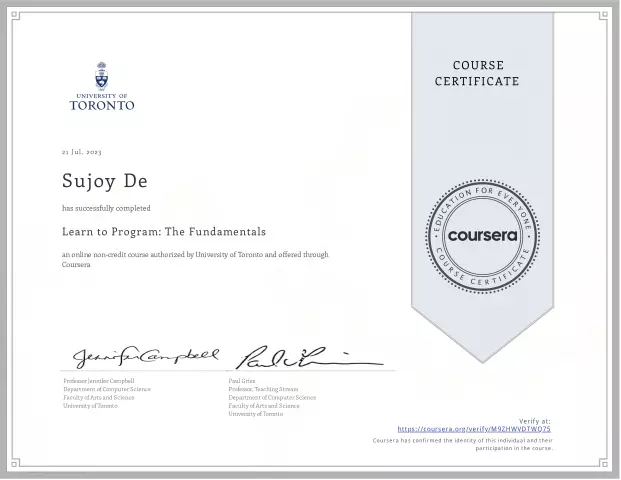 COURSE
CERTIFICATE
UNIVERSITY OF
TORONTO
21 Jul, 2023
Sujoy De
has successfully completed
Learn to Program: The Fundamentals
an online non-credit course authorized by University of Toronto and offered through
Coursera
EDUCATION FOR EVERYONE
coursera
COURSE CERTIFICATE
Jennifer Campbell
Professor Jennifer Campbell
Department of Computer Science
Faculty of Arts and Science
University of Toronto
Paul Gries
Professor, Teaching Stream
Department of Computer Science
Faculty of Arts and Science
University of Toronto
Verify at:
https://coursera.org/verify/M9ZHWVDTWQ75
Coursera has confirmed the identity of this individual and their
participation in the course.